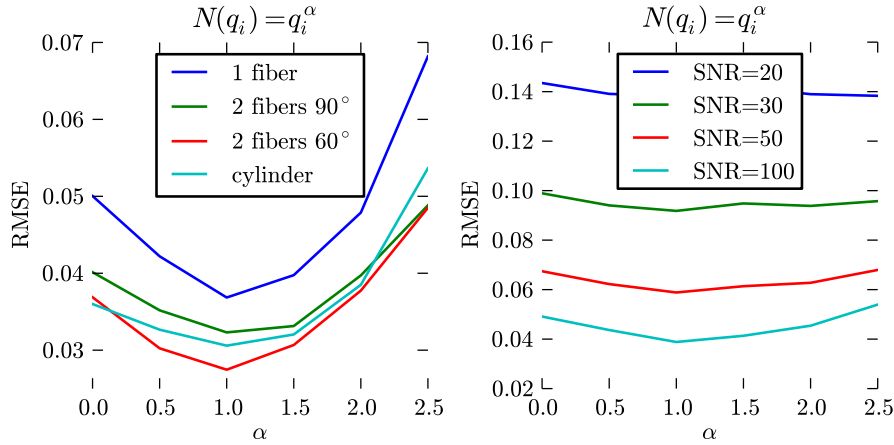 N(q_i) = q_i^α
0.07
0.06
0.05
0.04
0.03
RMSE
1 fiber
2 fibers 90°
2 fibers 60°
cylinder
0.0 0.5 1.0 1.5 2.0 2.5
α
N(q_i) = q_i^α
0.16
0.14
0.12
0.10
0.08
0.06
0.04
0.02
RMSE
SNR=20
SNR=30
SNR=50
SNR=100
0.0 0.5 1.0 1.5 2.0 2.5
α